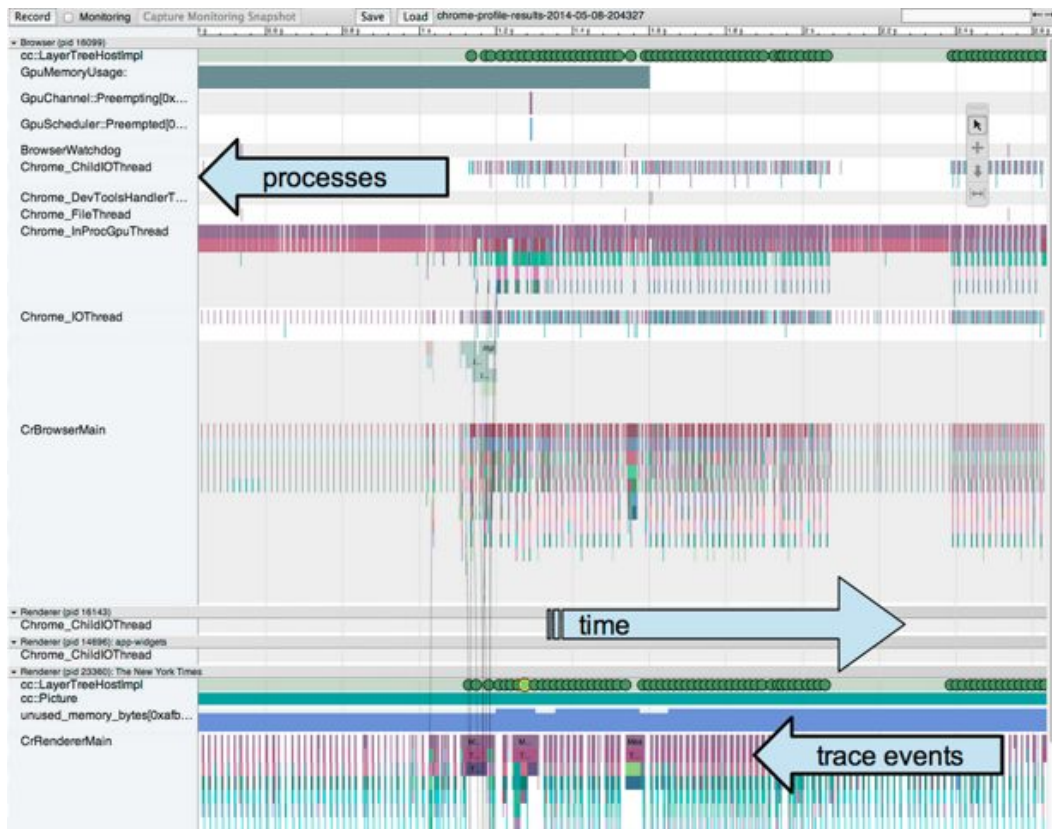 Record Monitoring Capture Monitoring Snapshot Save Load chrome-profile-results-2014-05-08-204327
Browser (pid 16099)
cc::LayerTreeHostImpl
GpuMemoryUsage:
GpuChannel::Preempting[0x...
GpuScheduler::Preempted[0...
BrowserWatchdog
Chrome_ChildIOThread
processes
Chrome_DevToolsHandlerT...
Chrome_FileThread
Chrome_InProcGpuThread
Chrome_IOThread
CrBrowserMain
Renderer (pid 16143)
Chrome_ChildIOThread
time
Renderer (pid 14696): app-widgets
Chrome_ChildIOThread
Renderer (pid 23360): The New York Times
cc::LayerTreeHostImpl
cc::Picture
unused_memory_bytes[0xafb...
CrRendererMain
trace events